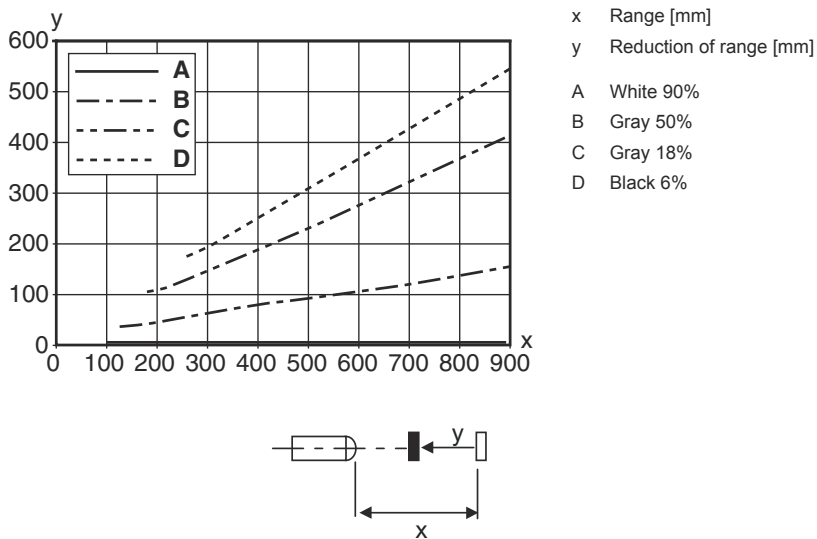 y
600
500
400
300
200
100
0
A
B
C
D
0 100 200 300 400 500 600 700 800 900
x
x Range [mm]
y Reduction of range [mm]
A White 90%
B Gray 50%
C Gray 18%
D Black 6%
y
x